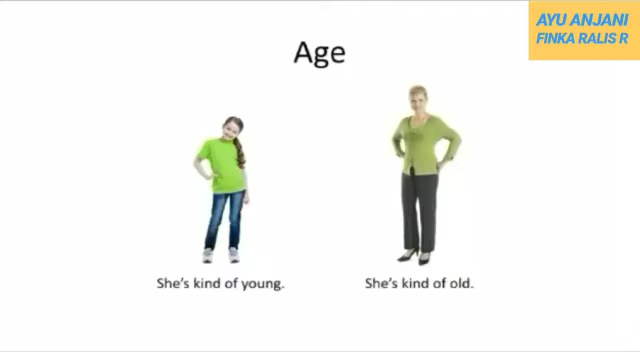 AYU ANJANI
FINKA RALIS R
Age
She's kind of young.
She's kind of old.